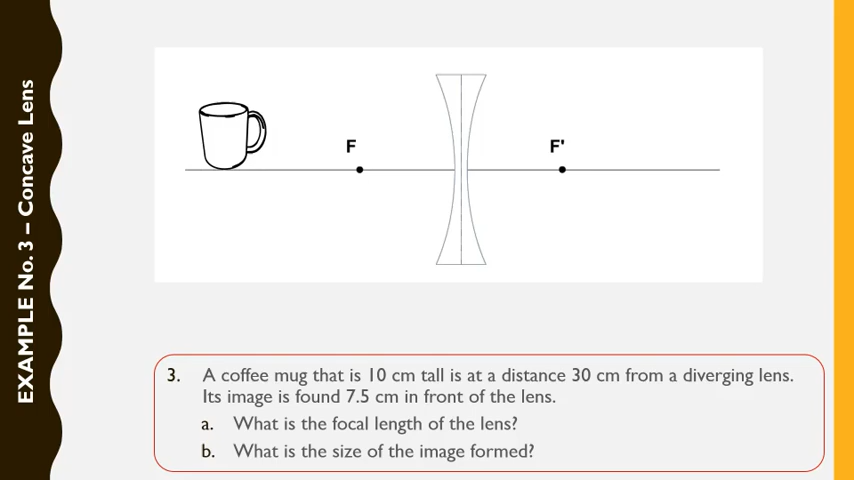 EXAMPLE No. 3 – Concave Lens
F
F'
3. A coffee mug that is 10 cm tall is at a distance 30 cm from a diverging lens.
Its image is found 7.5 cm in front of the lens.
a. What is the focal length of the lens?
b. What is the size of the image formed?